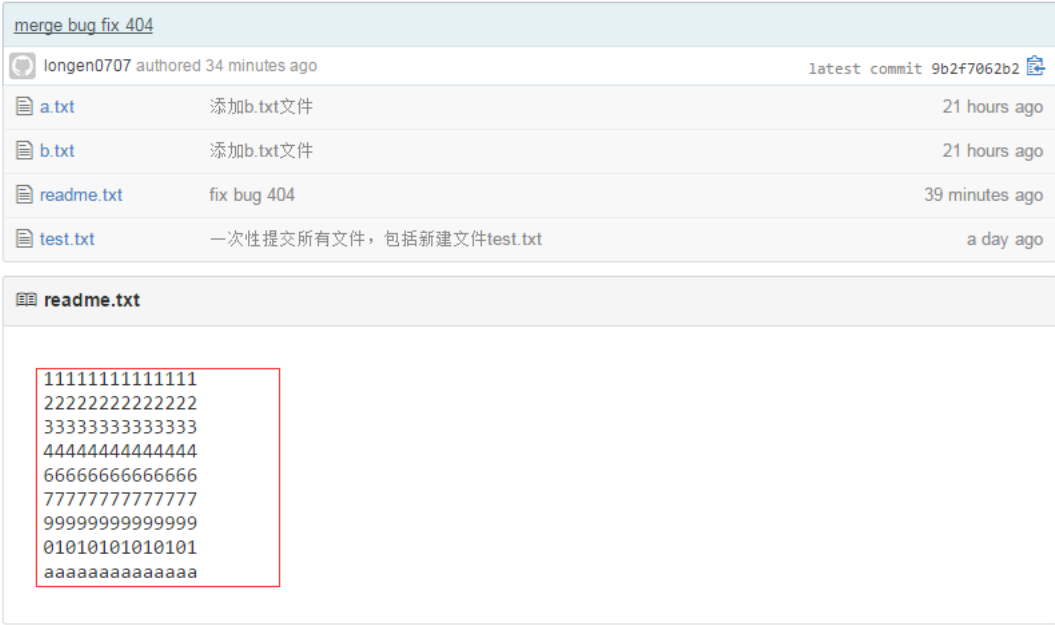 merge bug fix 404
longen0707 authored 34 minutes ago latest commit 9b2f7062b2
a.txt 添加b.txt文件 21 hours ago
b.txt 添加b.txt文件 21 hours ago
readme.txt fix bug 404 39 minutes ago
test.txt 一次性提交所有文件，包括新建文件test.txt a day ago
readme.txt
11111111111111
22222222222222
33333333333333
44444444444444
66666666666666
77777777777777
99999999999999
01010101010101
aaaaaaaaaaaaaa